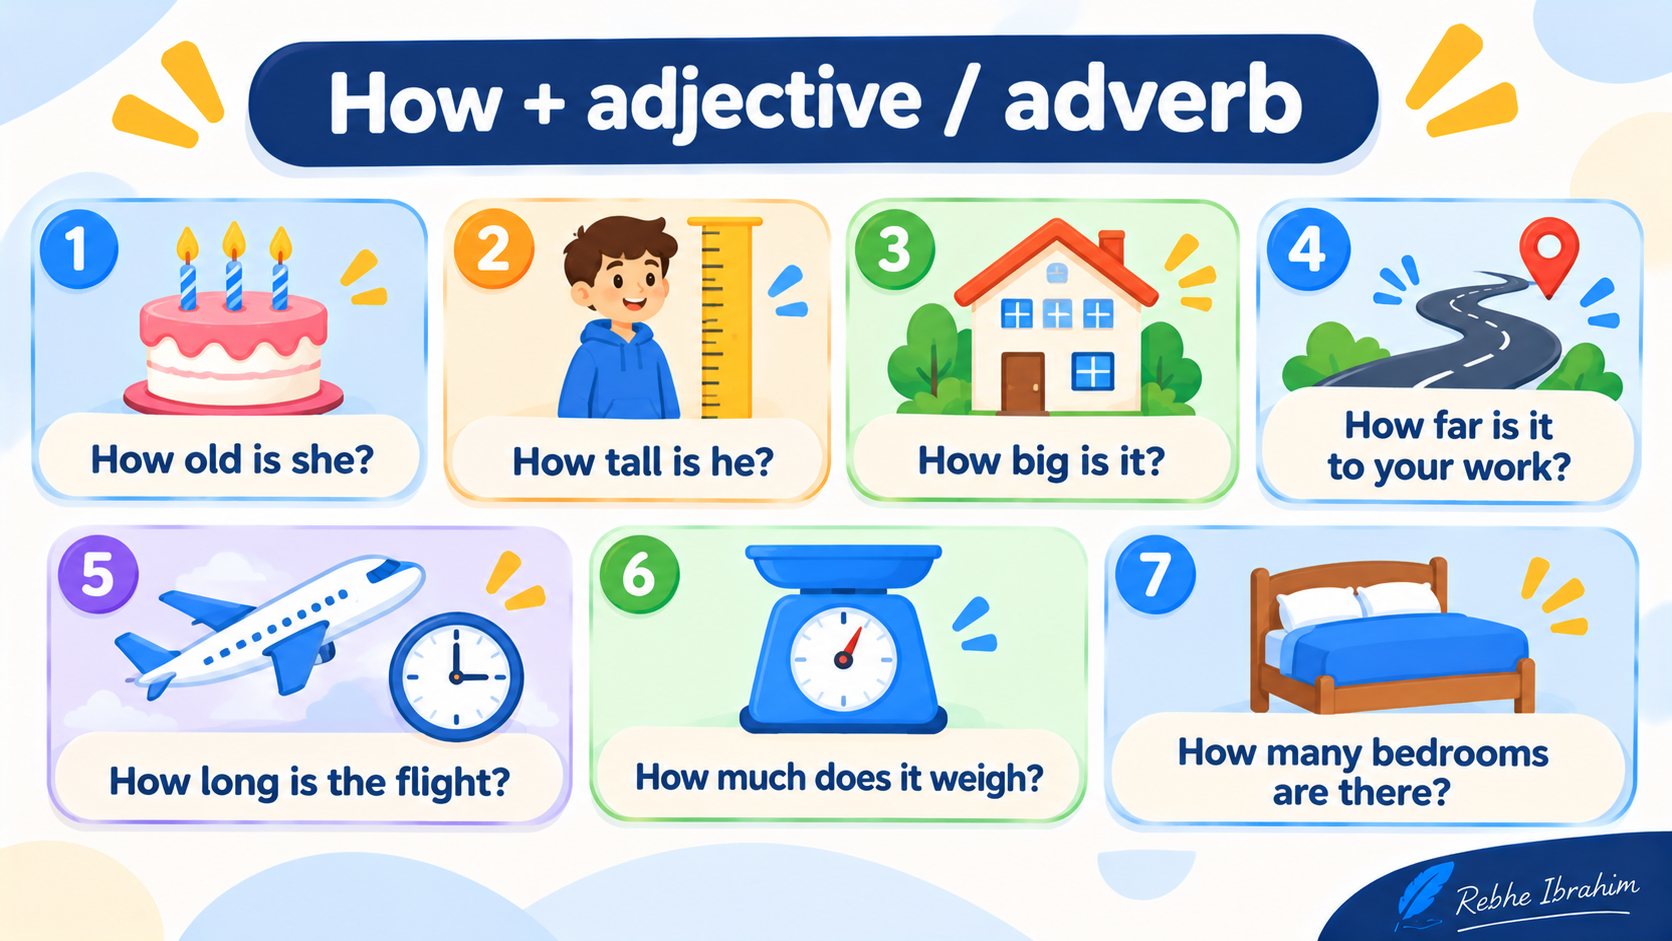 How + adjective / adverb
1
How old is she?
2
How tall is he?
3
How big is it?
4
How far is it
to your work?
5
How long is the flight?
6
How much does it weigh?
7
How many bedrooms
are there?
Rebhe Ibrahim